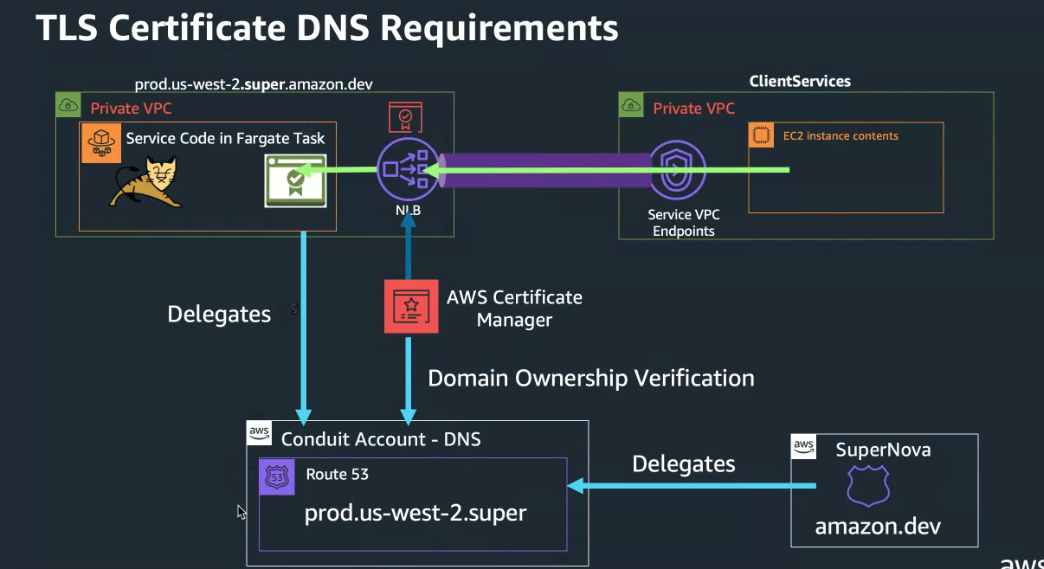 TLS Certificate DNS Requirements
prod.us-west-2.super.amazon.dev
Private VPC
Service Code in Fargate Task
NLB
ClientServices
Private VPC
EC2 instance contents
Service VPC
Endpoints
Delegates
AWS Certificate
Manager
Domain Ownership Verification
aws
Conduit Account - DNS
53
Route 53
prod.us-west-2.super
Delegates
aws
SuperNova
amazon.dev
aws